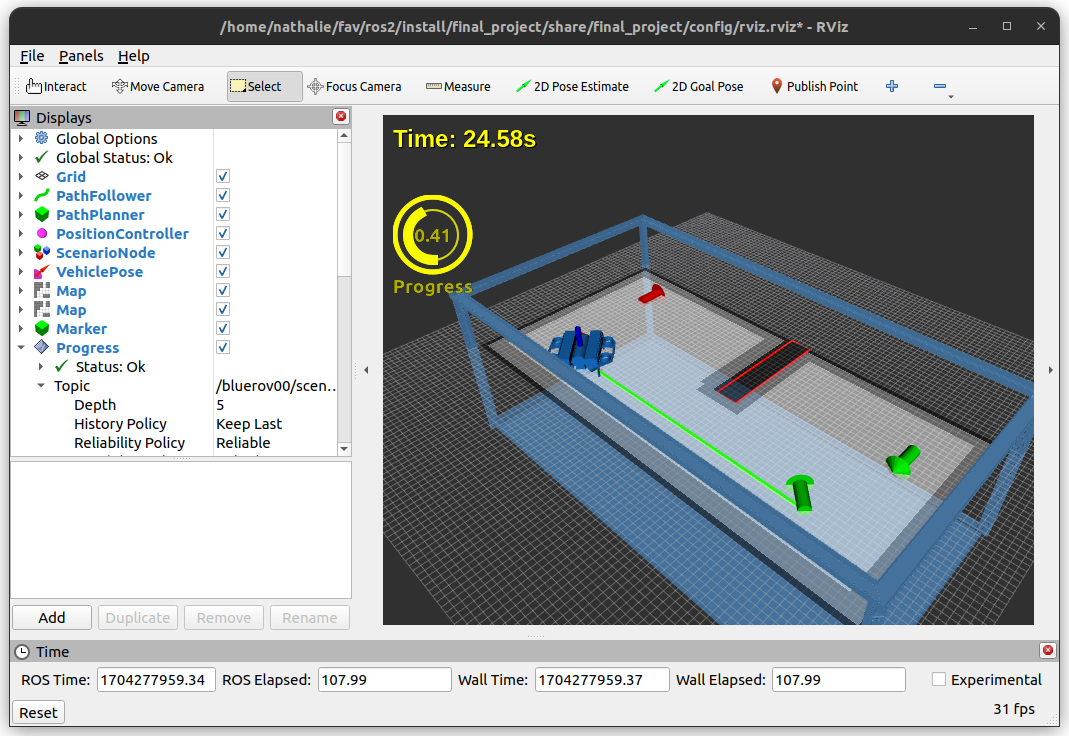 /home/nathalie/fav/ros2/install/final_project/share/final_project/config/rviz.rviz* - RViz
File Panels Help
Interact Move Camera Select Focus Camera Measure 2D Pose Estimate 2D Goal Pose Publish Point
Displays
Global Options
Global Status: Ok
Grid
PathFollower
PathPlanner
PositionController
ScenarioNode
VehiclePose
Map
Map
Marker
Progress
Status: Ok
Topic /bluerov00/scen..
Depth 5
History Policy Keep Last
Reliability Policy Reliable
Add Duplicate Remove Rename
Time: 24.58s
0.41
Progress
Time
ROS Time: 1704277959.34 ROS Elapsed: 107.99 Wall Time: 1704277959.37 Wall Elapsed: 107.99 Experimental
Reset 31 fps